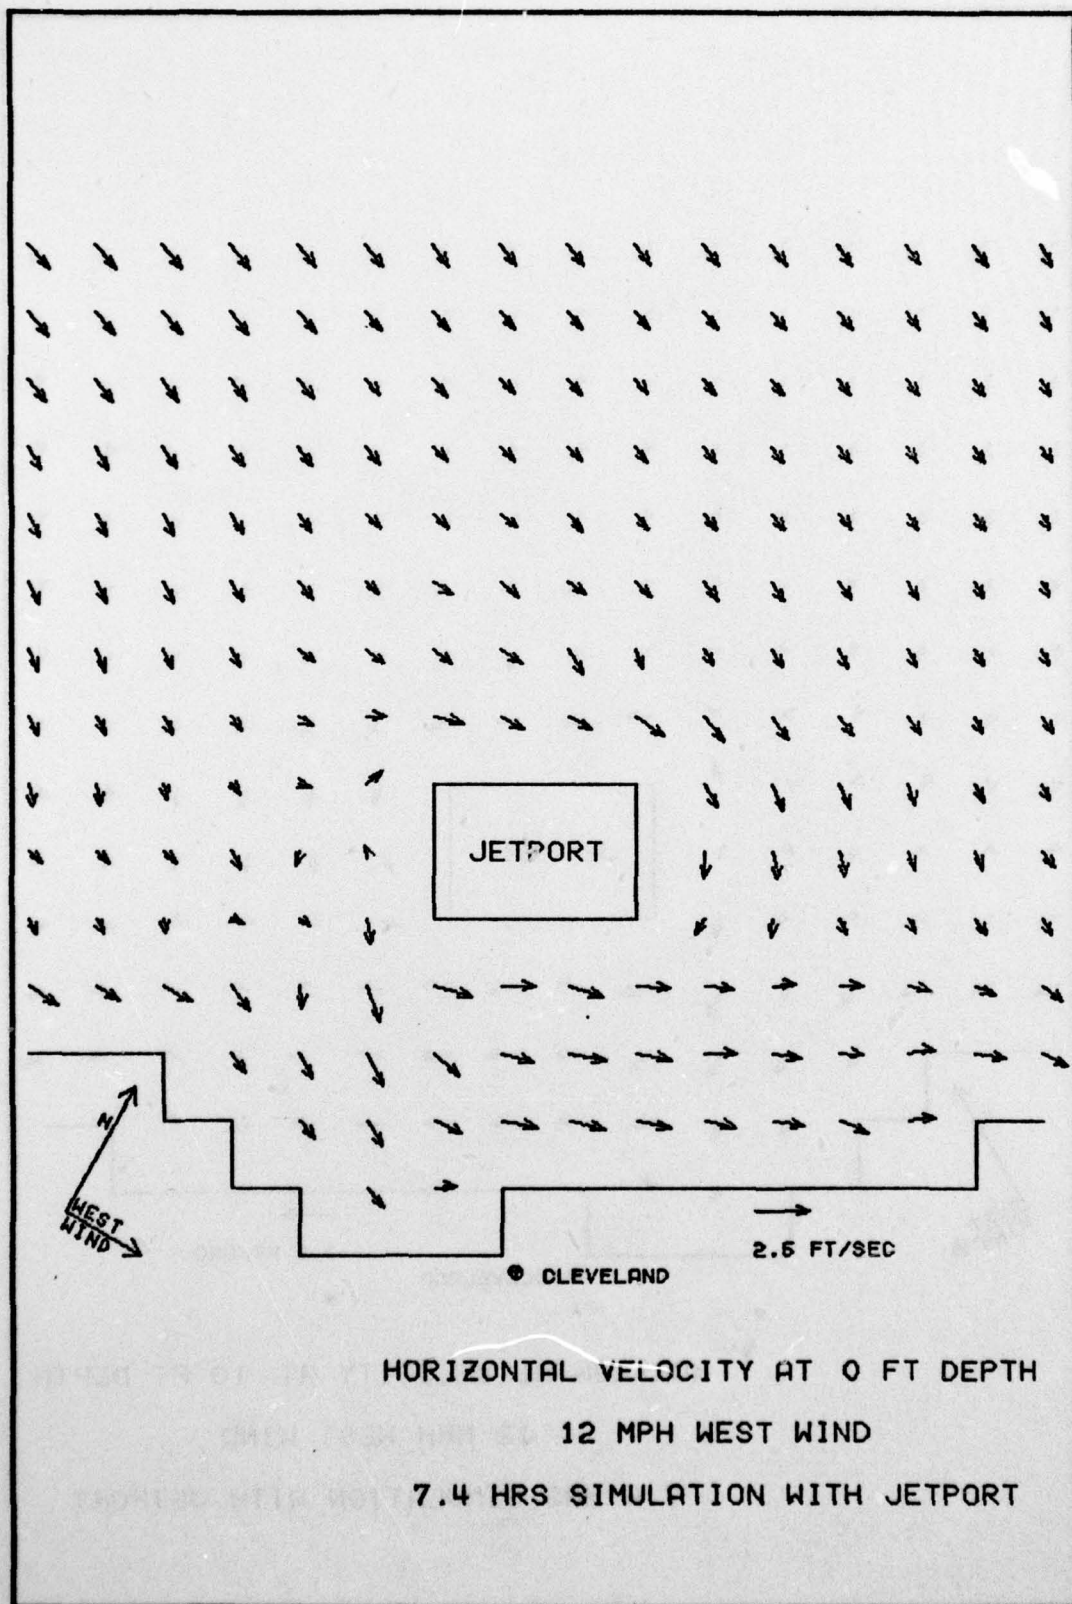 JETPORT
N
WEST
WIND
2.5 FT/SEC
CLEVELAND
HORIZONTAL VELOCITY AT 0 FT DEPTH
12 MPH WEST WIND
7.4 HRS SIMULATION WITH JETPORT